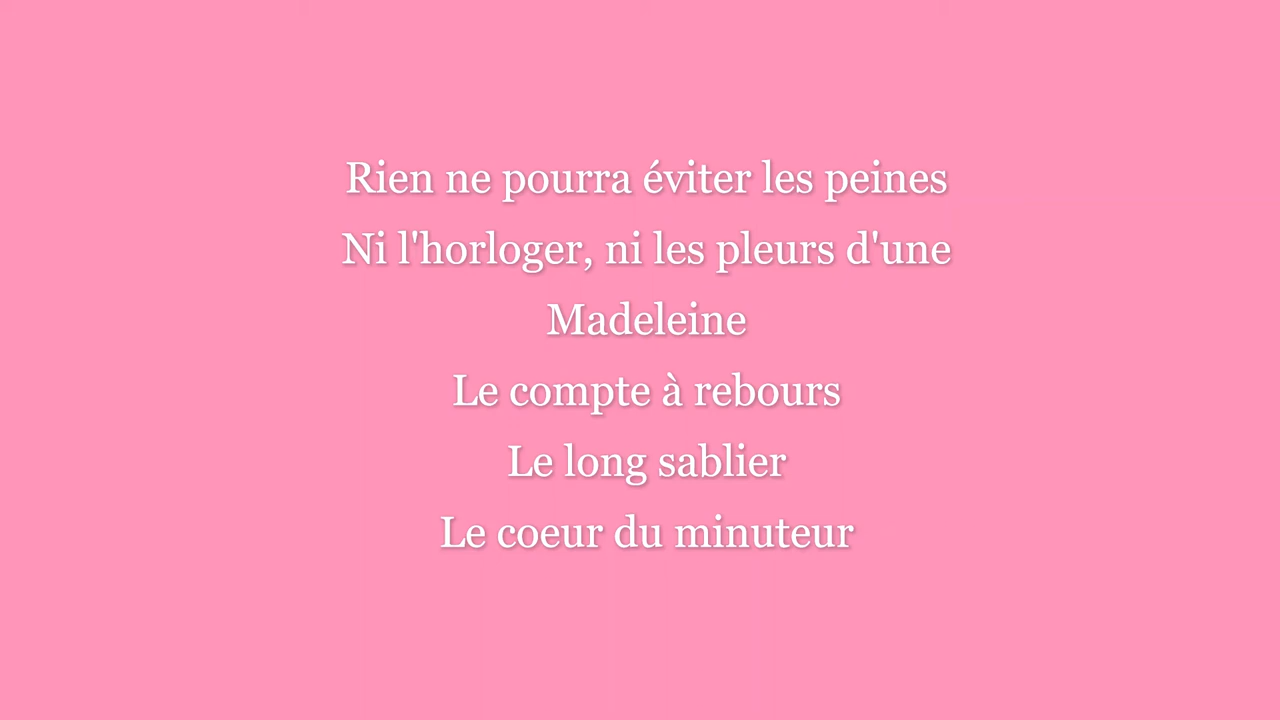 Rien ne pourra éviter les peines
Ni l'horloger, ni les pleurs d'une
Madeleine
Le compte à rebours
Le long sablier
Le coeur du minuteur